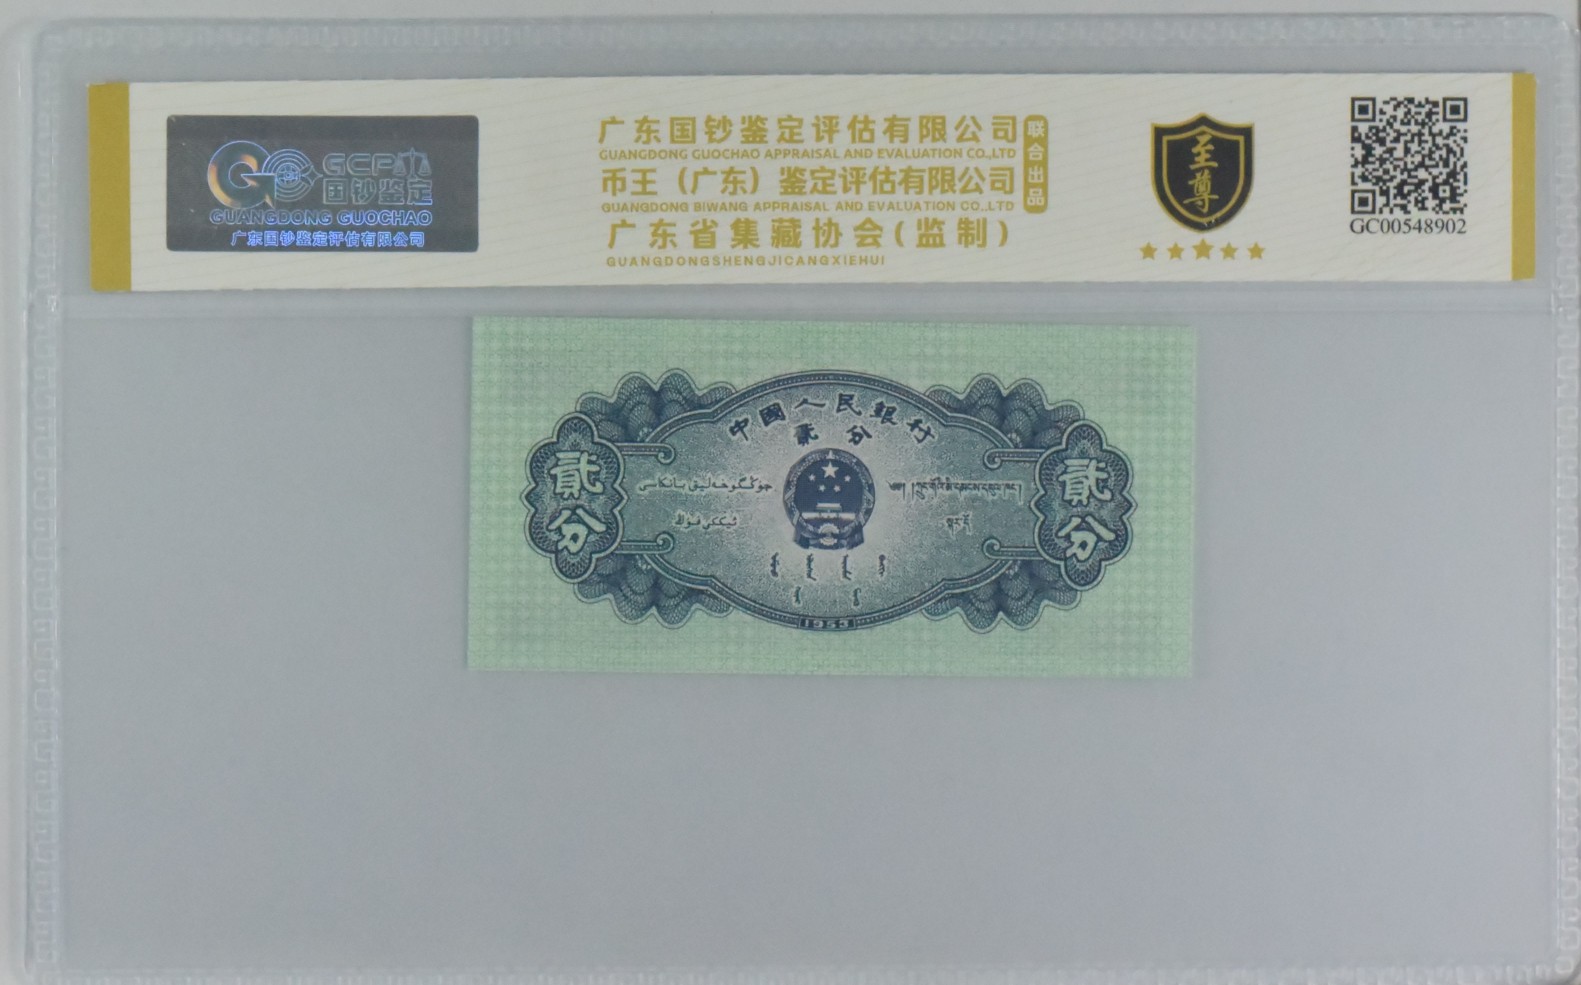 GCP
国钞鉴定
GUANGDONG GUOCHAO
广东国钞鉴定评估有限公司
广东国钞鉴定评估有限公司
GUANGDONG GUOCHAO APPRAISAL AND EVALUATION CO.,LTD
币王（广东）鉴定评估有限公司
GUANGDONG BIWANG APPRAISAL AND EVALUATION CO.,LTD
广东省集藏协会(监制)
GUANGDONGSHENGJICANGXIEHUI
联合出品
至尊
GC00548902
中國人民銀行
貳分
貳分
貳分
1953